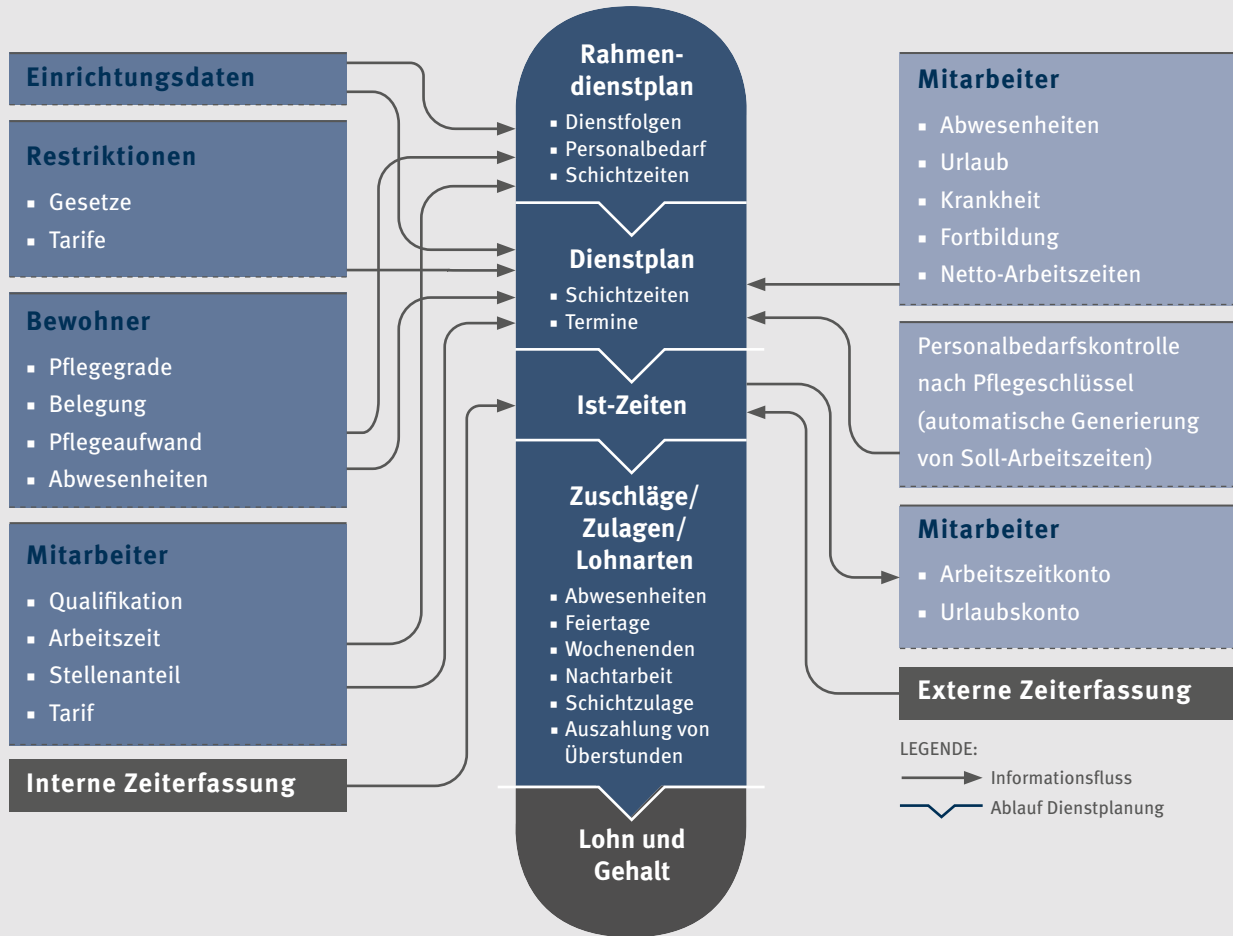 Einrichtungsdaten
Restriktionen
▪ Gesetze
▪ Tarife
Bewohner
▪ Pflegegrade
▪ Belegung
▪ Pflegeaufwand
▪ Abwesenheiten
Mitarbeiter
▪ Qualifikation
▪ Arbeitszeit
▪ Stellenanteil
▪ Tarif
Interne Zeiterfassung
Rahmen-
dienstplan
▪ Dienstfolgen
▪ Personalbedarf
▪ Schichtzeiten
Dienstplan
▪ Schichtzeiten
▪ Termine
Ist-Zeiten
Zuschläge/
Zulagen/
Lohnarten
▪ Abwesenheiten
▪ Feiertage
▪ Wochenenden
▪ Nachtarbeit
▪ Schichtzulage
▪ Auszahlung von
Überstunden
Lohn und
Gehalt
Mitarbeiter
▪ Abwesenheiten
▪ Urlaub
▪ Krankheit
▪ Fortbildung
▪ Netto-Arbeitszeiten
Personalbedarfskontrolle
nach Pflegeschlüssel
(automatische Generierung
von Soll-Arbeitszeiten)
Mitarbeiter
▪ Arbeitszeitkonto
▪ Urlaubskonto
Externe Zeiterfassung
LEGENDE:
Informationsfluss
Ablauf Dienstplanung